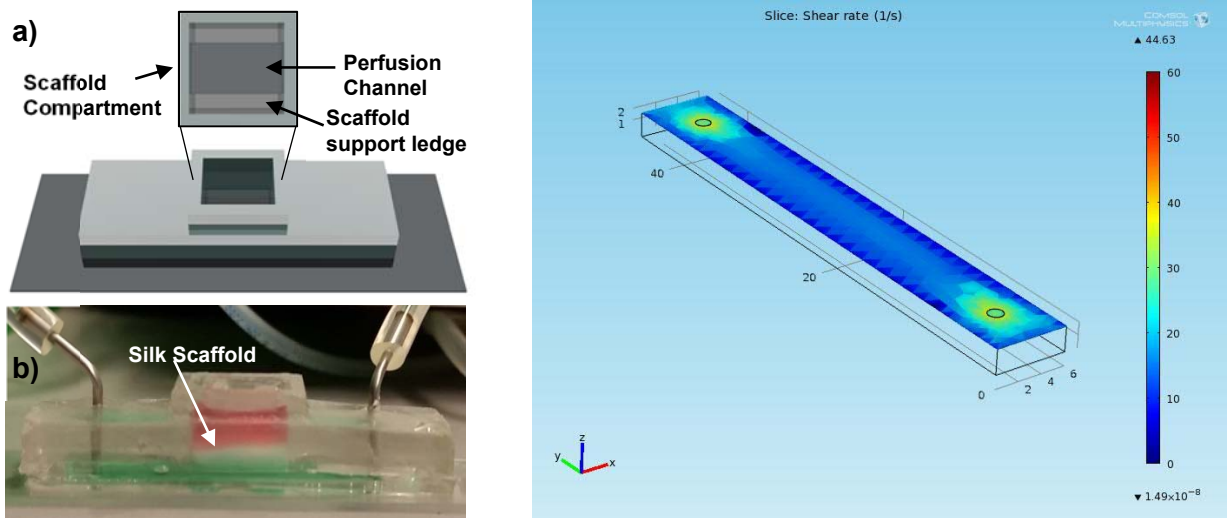 a)
Scaffold
Compartment
Perfusion
Channel
Scaffold
support ledge
b)
Silk Scaffold
Slice: Shear rate (1/s)
COMSOL
MULTIPHYSICS
▲ 44.63
60
50
40
30
20
10
0
▼ 1.49×10⁻⁸
2
1
40
20
0
2
4
6
z
y
x